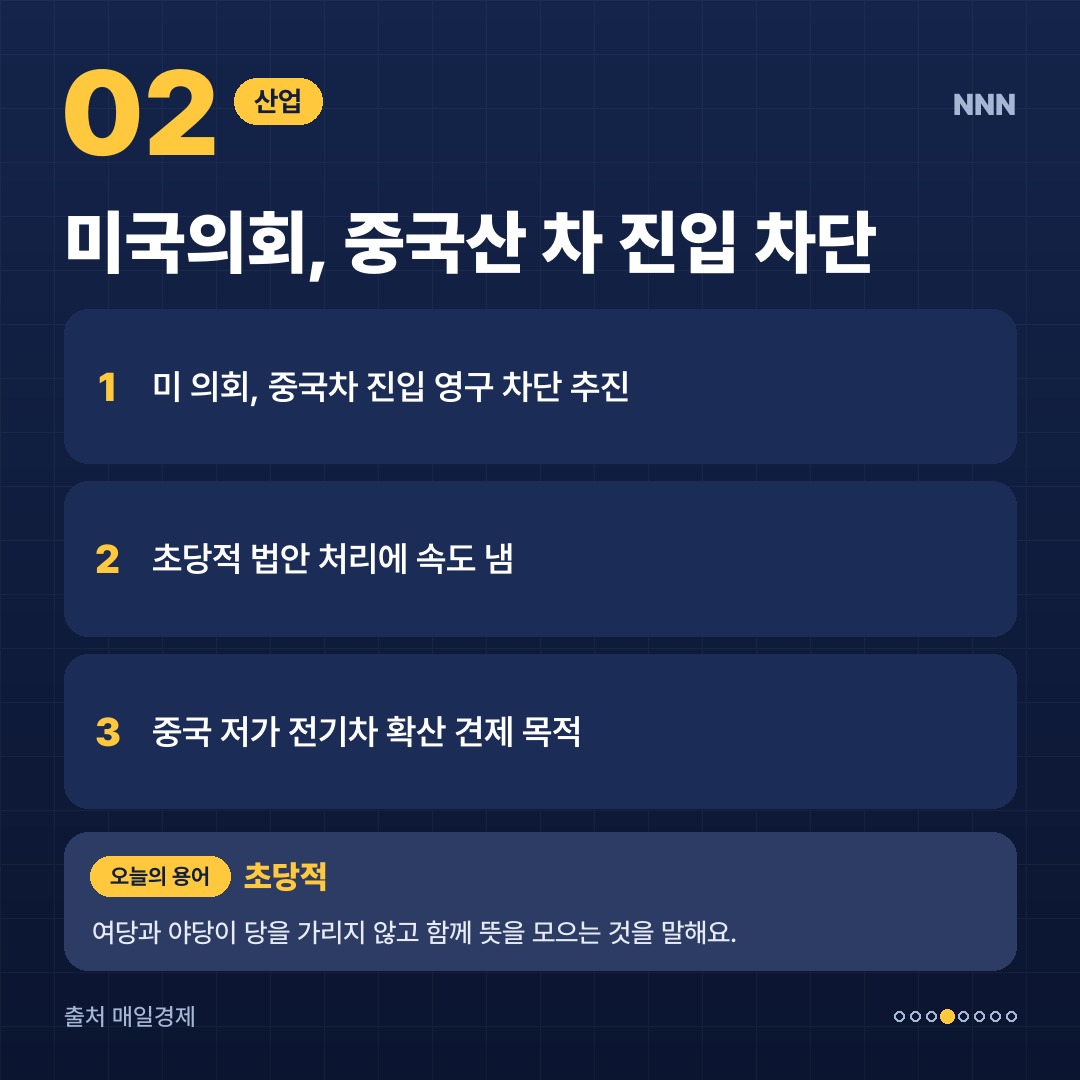 02 산업
NNN
미국의회, 중국산 차 진입 차단
1 미 의회, 중국차 진입 영구 차단 추진
2 초당적 법안 처리에 속도 냄
3 중국 저가 전기차 확산 견제 목적
오늘의 용어 초당적
여당과 야당이 당을 가리지 않고 함께 뜻을 모으는 것을 말해요.
출처 매일경제